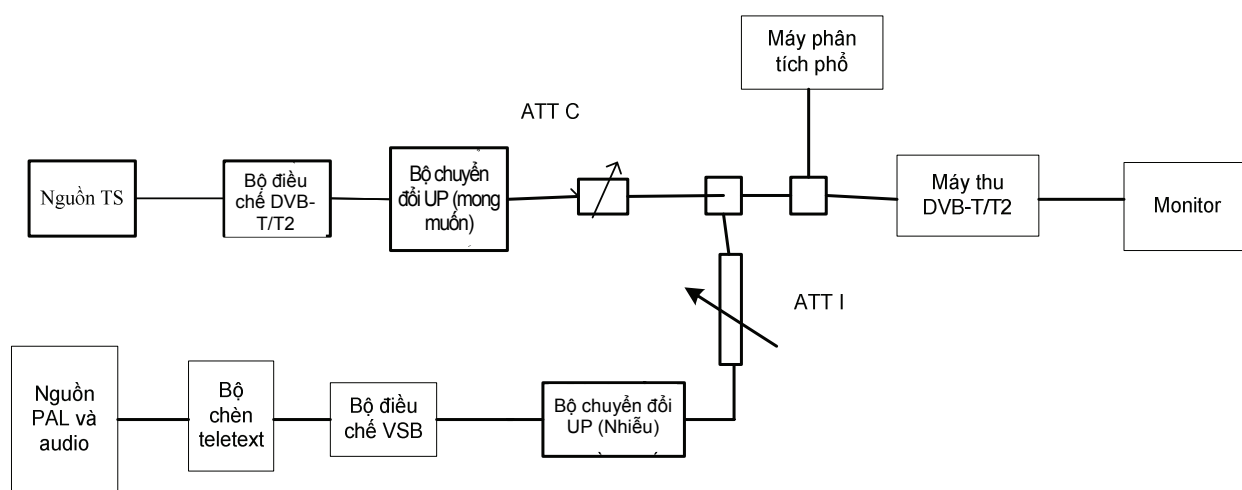 Máy phân
tích phổ
ATT C
Nguồn TS
Bộ điều
chế DVB-
T/T2
Bộ chuyển
đổi UP (mong
muốn)
Máy thu
DVB-T/T2
Monitor
ATT I
Nguồn
PAL và
audio
Bộ
chèn
teletext
Bộ điều
chế VSB
Bộ chuyển đổi
UP (Nhiễu)